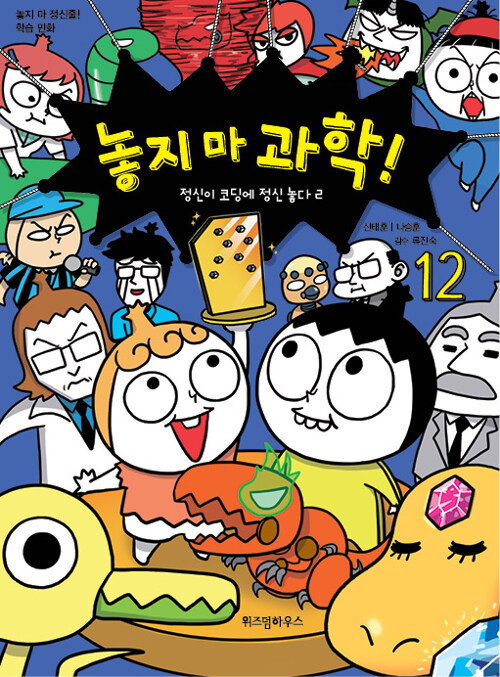 놓지 마 정신줄!
학습 만화
놓지 마 과학!
정신이 코딩에 정신 놓다 2
신태훈 | 나승훈
감수 류진숙
12
위즈덤하우스